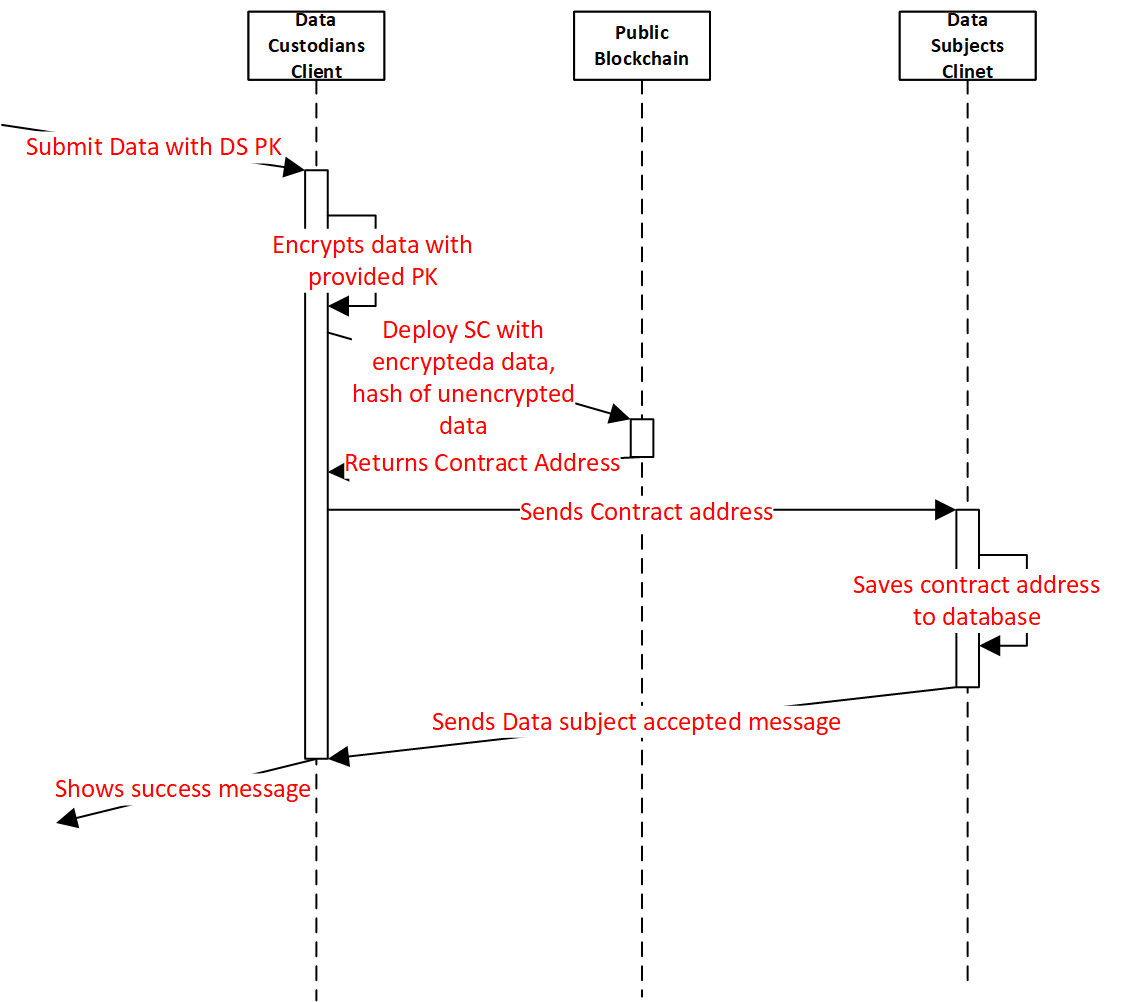 Data
Custodians
Client
Public
Blockchain
Data
Subjects
Clinet
Submit Data with DS PK
Encrypts data with
provided PK
Deploy SC with
encrypteda data,
hash of unencrypted
data
Returns Contract Address
Sends Contract address
Saves contract address
to database
Sends Data subject accepted message
Shows success message